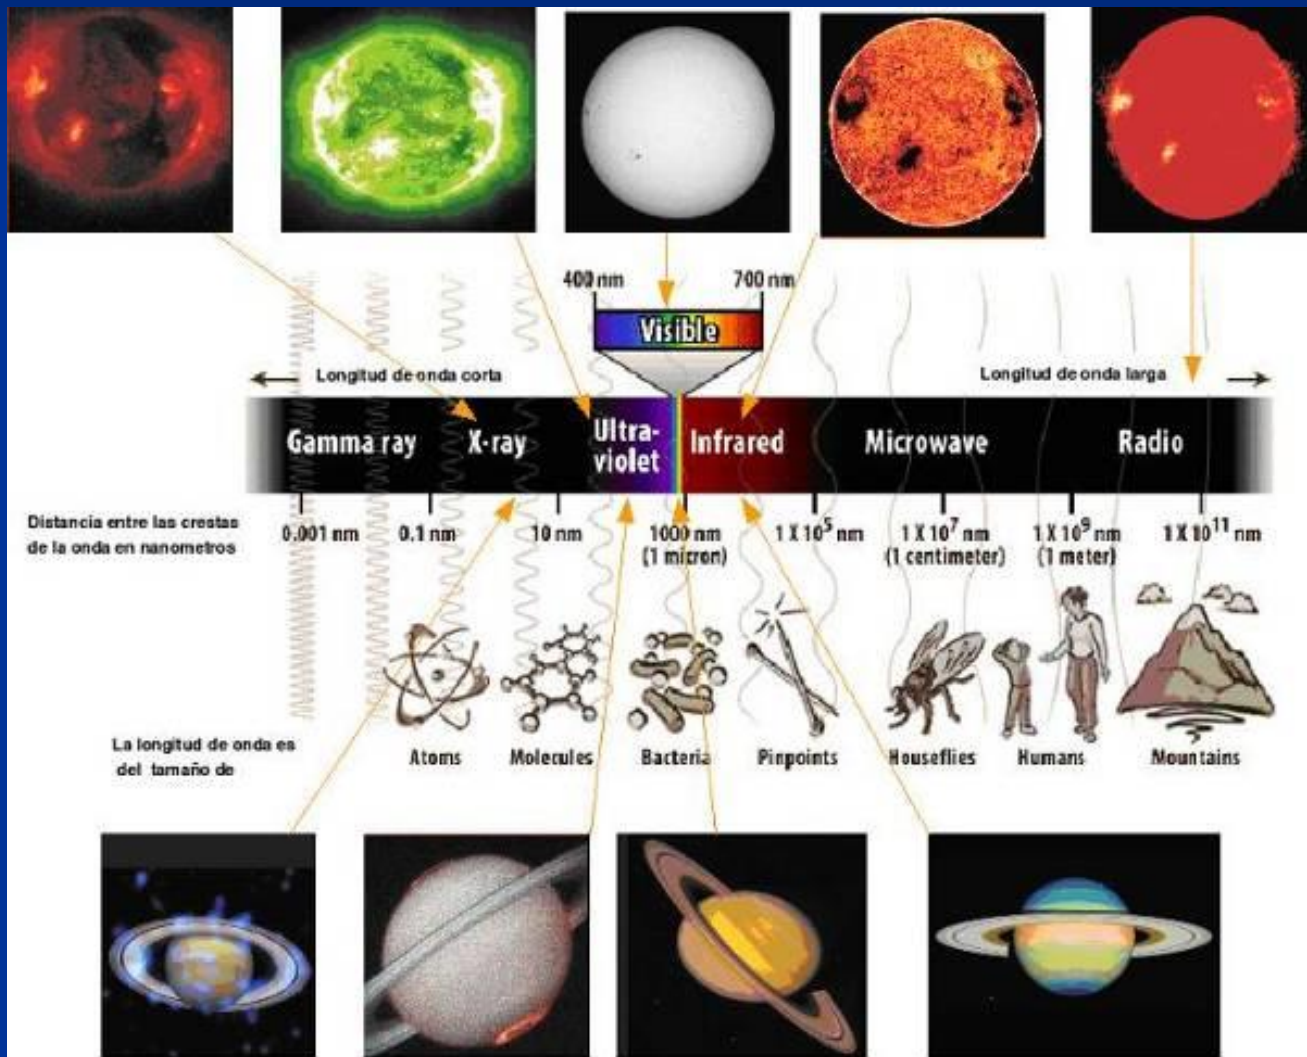 400 nm 700 nm
Visible
Longitud de onda corta
Longitud de onda larga
Gamma ray X-ray Ultra-
violet Infrared Microwave Radio
Distancia entre las crestas
de la onda en nanometros
0.001 nm 0.1 nm 10 nm 1000 nm
(1 micron) 1 X 10⁵ nm 1 X 10⁷ nm
(1 centimeter) 1 X 10⁹ nm
(1 meter) 1 X 10¹¹ nm
La longitud de onda es
del tamaño de
Atoms Molecules Bacteria Pinpoints Houseflies Humans Mountains